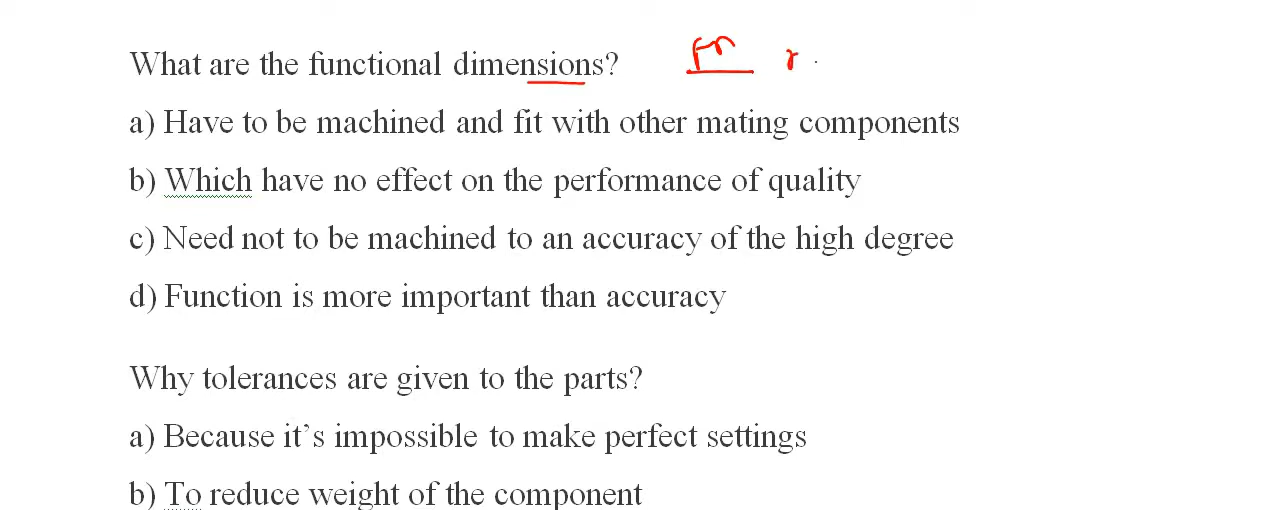 What are the functional dimensions? Fn
a) Have to be machined and fit with other mating components
b) Which have no effect on the performance of quality
c) Need not to be machined to an accuracy of the high degree
d) Function is more important than accuracy
Why tolerances are given to the parts?
a) Because it’s impossible to make perfect settings
b) To reduce weight of the component